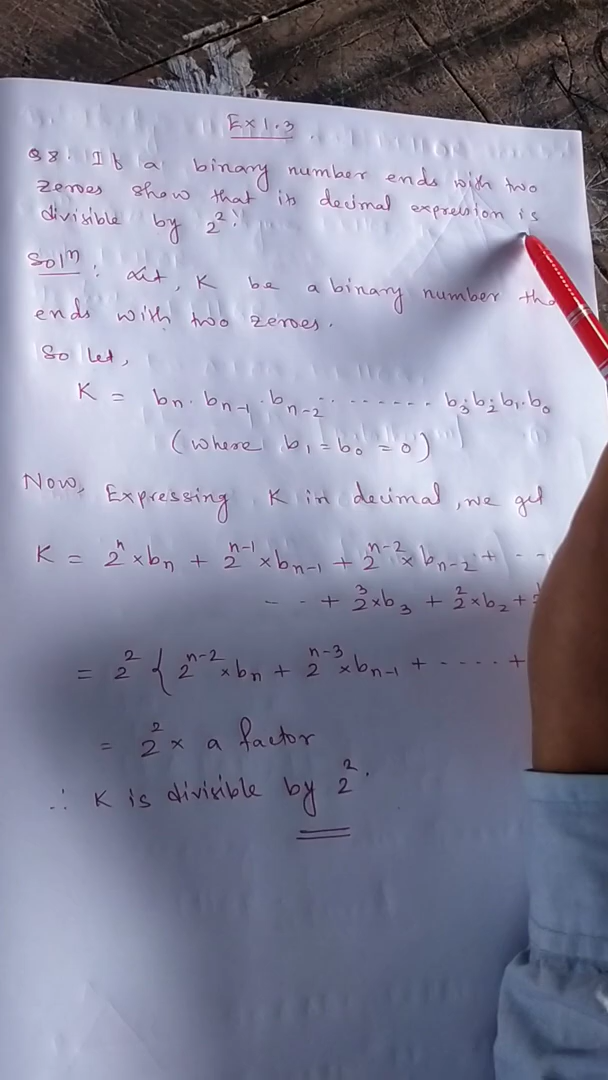 Ex 1.3
Q8. If a binary number ends with two
zeroes show that its decimal expression is
divisible by 2².
Solⁿ: Let, K be a binary number tha
ends with two zeroes.
So let,
K = bₙ . bₙ₋₁ . bₙ₋₂ ........ b₃ b₂ b₁ . b₀
(where b₁ = b₀ = 0)
Now, Expressing K in decimal, we get
K = 2ⁿ × bₙ + 2ⁿ⁻¹ × bₙ₋₁ + 2ⁿ⁻² × bₙ₋₂ + - -
- - + 2³ × b₃ + 2² × b₂ +
= 2² { 2ⁿ⁻² × bₙ + 2ⁿ⁻³ × bₙ₋₁ + - - - - +
= 2² × a factor
∴ K is divisible by 2².